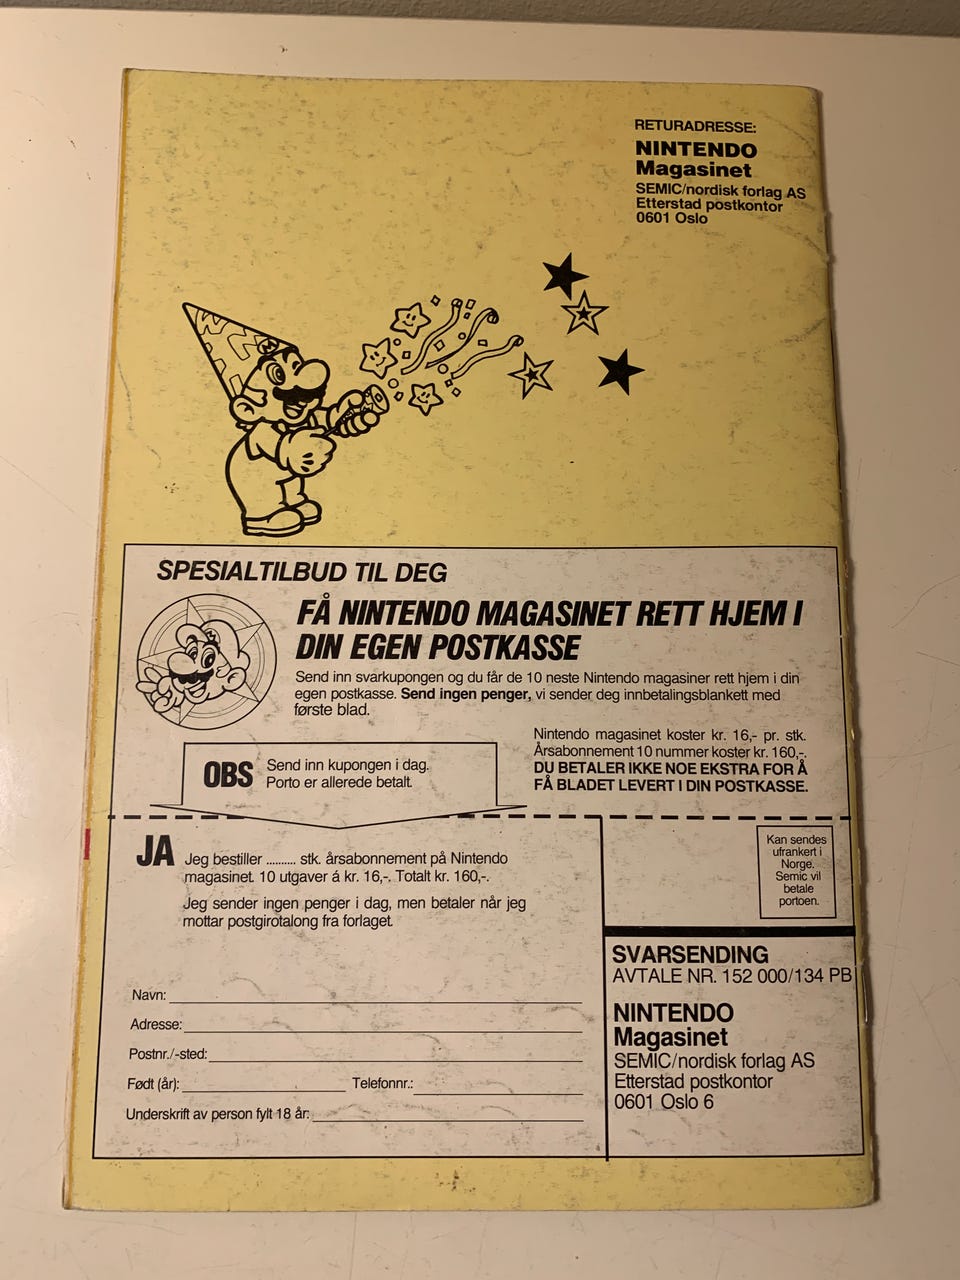 RETURADRESSE:
NINTENDO
Magasinet
SEMIC/nordisk forlag AS
Etterstad postkontor
0601 Oslo
M
SPESIALTILBUD TIL DEG
FÅ NINTENDO MAGASINET RETT HJEM I
DIN EGEN POSTKASSE
Send inn svarkupongen og du får de 10 neste Nintendo magasiner rett hjem i din
egen postkasse. Send ingen penger, vi sender deg innbetalingsblankett med
første blad.
Nintendo magasinet koster kr. 16,- pr. stk.
Årsabonnement 10 nummer koster kr. 160,-.
DU BETALER IKKE NOE EKSTRA FOR Å
FÅ BLADET LEVERT I DIN POSTKASSE.
OBS
Send inn kupongen i dag.
Porto er allerede betalt.
JA
Jeg bestiller .......... stk. årsabonnement på Nintendo
magasinet. 10 utgaver á kr. 16,-. Totalt kr. 160,-.
Jeg sender ingen penger i dag, men betaler når jeg
mottar postgirotalong fra forlaget.
Navn:
Adresse:
Postnr./-sted:
Født (år): Telefonnr.:
Underskrift av person fylt 18 år:
Kan sendes
ufrankert i
Norge.
Semic vil
betale
portoen.
SVARSENDING
AVTALE NR. 152 000/134 PB
NINTENDO
Magasinet
SEMIC/nordisk forlag AS
Etterstad postkontor
0601 Oslo 6